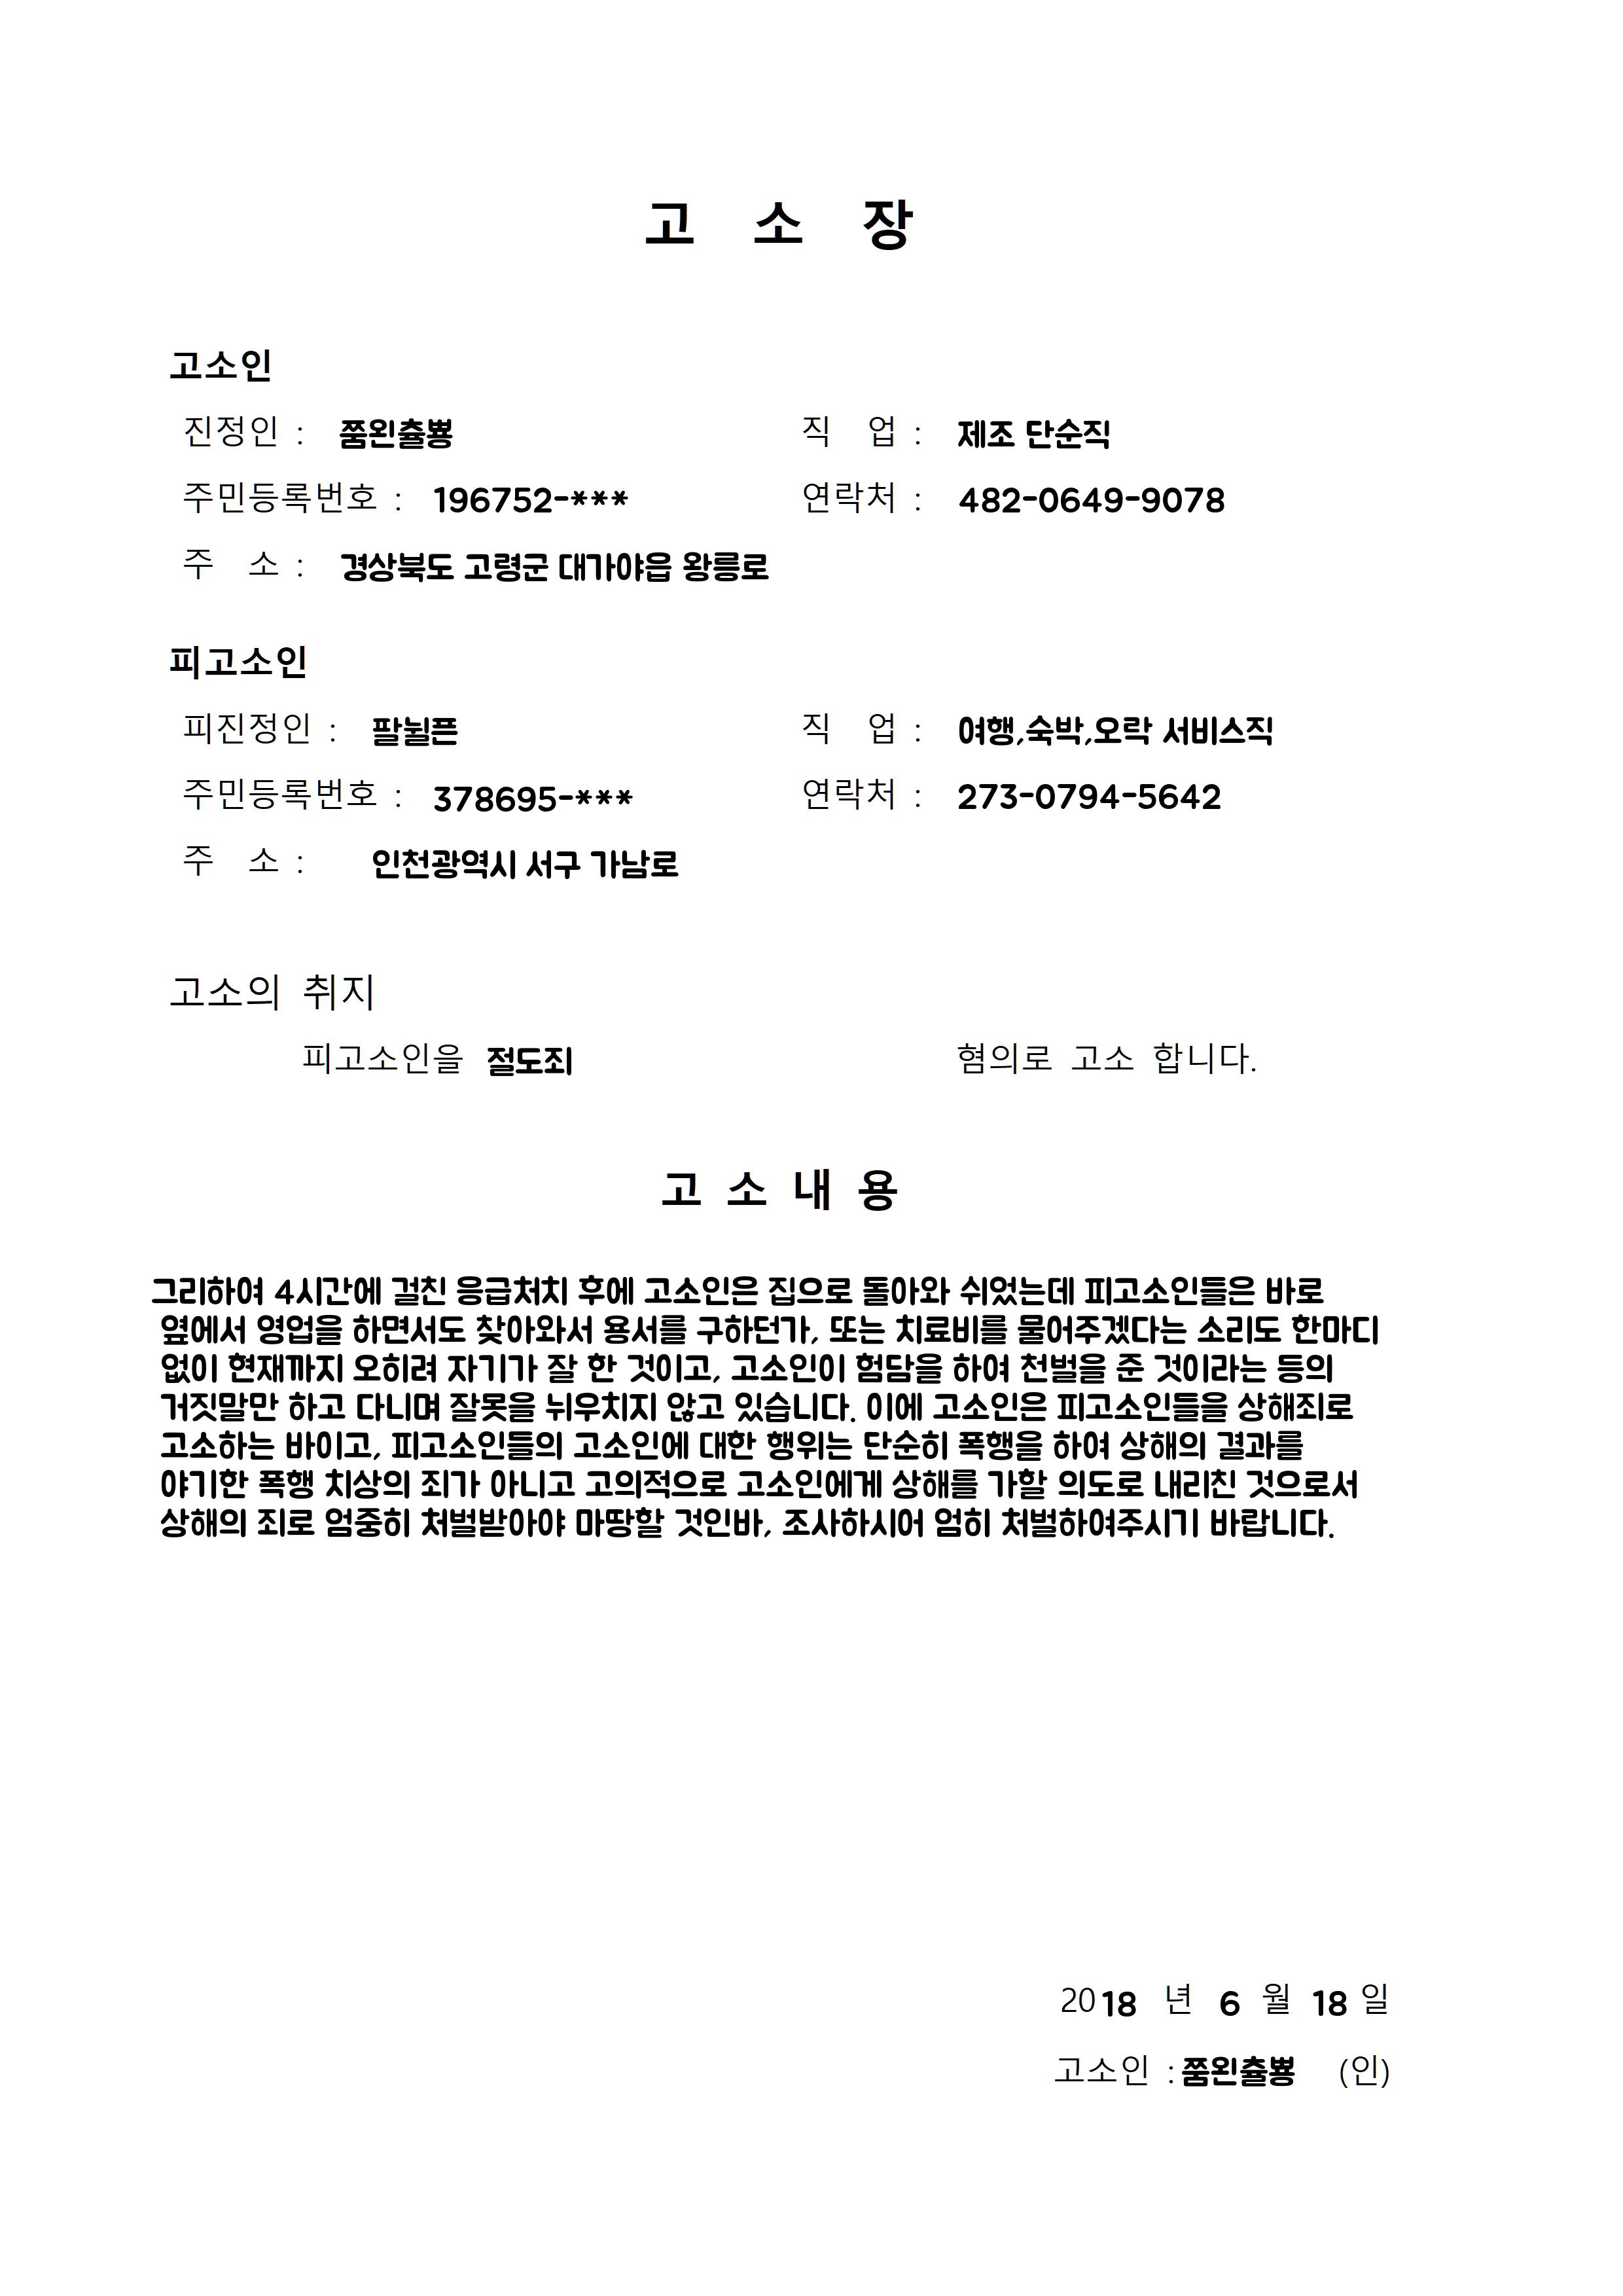 고 소 장
고소인
진정인 : 쭘왼츌뿅 직 업 : 제조 단순직
주민등록번호 : 196752-*** 연락처 : 482-0649-9078
주 소 : 경상북도 고령군 대가야읍 왕릉로
피고소인
피진정인 : 팔뷜픈 직 업 : 여행,숙박,오락 서비스직
주민등록번호 : 378695-*** 연락처 : 273-0794-5642
주 소 : 인천광역시 서구 가남로
고소의 취지
피고소인을 절도죄 혐의로 고소 합니다.
고 소 내 용
그리하여 4시간에 걸친 응급처치 후에 고소인은 집으로 돌아와 쉬었는데 피고소인들은 바로
옆에서 영업을 하면서도 찾아와서 용서를 구하던가, 또는 치료비를 물어주겠다는 소리도 한마디
없이 현재까지 오히려 자기가 잘 한 것이고, 고소인이 험담을 하여 천벌을 준 것이라는 등의
거짓말만 하고 다니며 잘못을 뉘우치지 않고 있습니다. 이에 고소인은 피고소인들을 상해죄로
고소하는 바이고, 피고소인들의 고소인에 대한 행위는 단순히 폭행을 하여 상해의 결과를
야기한 폭행 치상의 죄가 아니고 고의적으로 고소인에게 상해를 가할 의도로 내리친 것으로서
상해의 죄로 엄중히 처벌받아야 마땅할 것인바, 조사하시어 엄히 처벌하여주시기 바랍니다.
2018 년 6 월 18 일
고소인 : 쭘왼츌뿅 (인)